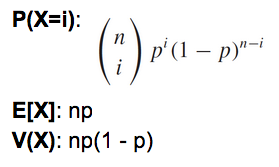 P(X=i):
\binom{n}{i} p^i (1 − p)^{n−i}
E[X]: np
V(X): np(1 - p)